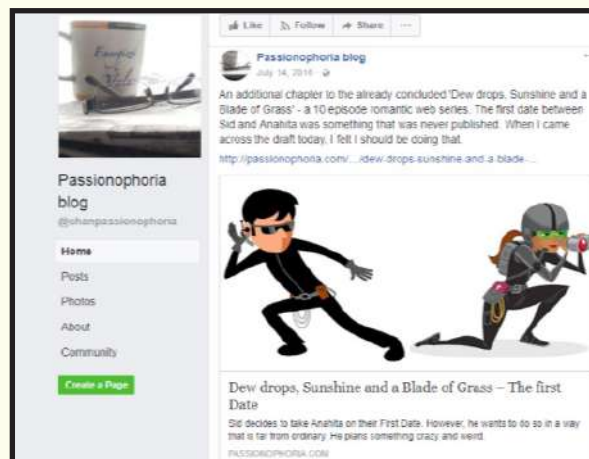 Like Follow Share ...
Passionophoria blog
July 14, 2016
An additional chapter to the already concluded 'Dew drops, Sunshine and a
Blade of Grass' - a 10 episode romantic web series. The first date between
Sid and Anahita was something that was never published. When I came
across the draft today, I felt I should be doing that.
http://passionophoria.com/.../dew-drops-sunshine-and-a-blade-...
Passionophoria
blog
@shanpassionophoria
Home
Posts
Photos
About
Community
Create a Page
Dew drops, Sunshine and a Blade of Grass – The first
Date
Sid decides to take Anahita on their First Date. However, he wants to do so in a way
that is far from ordinary. He plans something crazy and weird.
PASSIONOPHORIA.COM